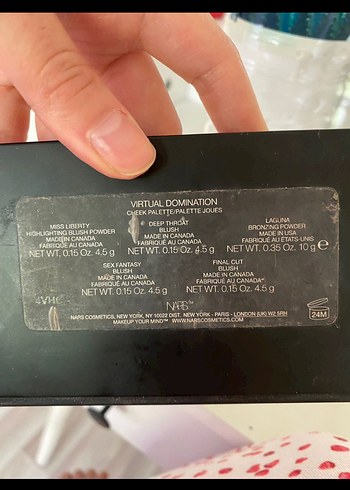 VIRTUAL DOMINATION
CHEEK PALETTE/PALETTE JOUES
MISS LIBERTY
HIGHLIGHTING BLUSH POWDER
MADE IN CANADA
FABRIQUÉ AU CANADA
NET WT. 0.15 Oz. 4.5 g
DEEP THROAT
BLUSH
MADE IN CANADA
FABRIQUÉ AU CANADA
NET WT. 0.15 Oz. 4.5 g
LAGUNA
BRONZING POWDER
MADE IN USA
FABRIQUÉ AUX ÉTATS-UNIS
NET WT. 0.35 Oz. 10 g e
SEX FANTASY
BLUSH
MADE IN CANADA
FABRIQUÉ AU CANADA
NET WT. 0.15 Oz. 4.5 g
FINAL CUT
BLUSH
MADE IN CANADA
FABRIQUÉ AU CANADA
NET WT. 0.15 Oz. 4.5 g
NARS
NARS COSMETICS, NEW YORK, NY 10022 DIST. NEW YORK - PARIS - LONDON (UK) W2 5RH
MAKEUP YOUR MIND™ WWW.NARSCOSMETICS.COM
24M